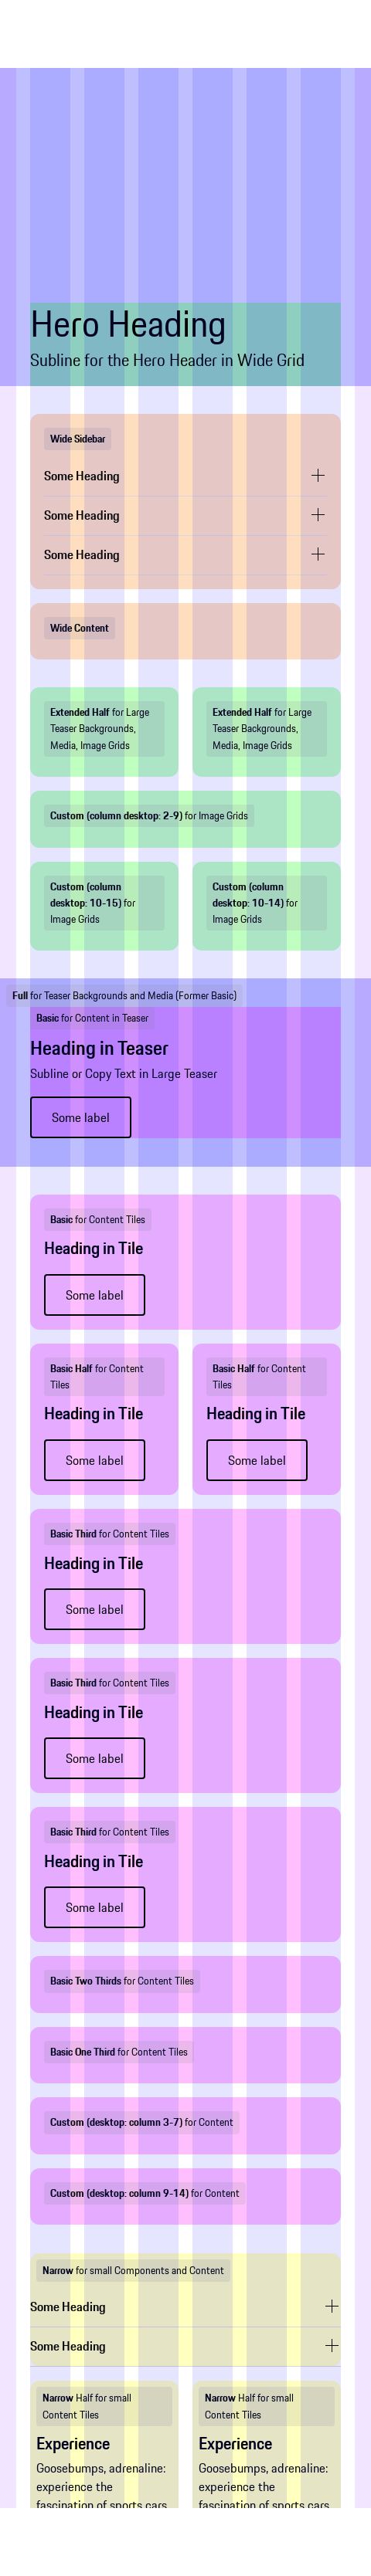 Hero Heading
Subline for the Hero Header in Wide Grid
Wide Sidebar
Some Heading
Some Heading
Some Heading
Wide Content
Extended Half for Large
Teaser Backgrounds,
Media, Image Grids
Extended Half for Large
Teaser Backgrounds,
Media, Image Grids
Custom (column desktop: 2-9) for Image Grids
Custom (column
desktop: 10-15) for
Image Grids
Custom (column
desktop: 10-14) for
Image Grids
Full for Teaser Backgrounds and Media (Former Basic)
Basic for Content in Teaser
Heading in Teaser
Subline or Copy Text in Large Teaser
Some label
Basic for Content Tiles
Heading in Tile
Some label
Basic Half for Content
Tiles
Heading in Tile
Some label
Basic Half for Content
Tiles
Heading in Tile
Some label
Basic Third for Content Tiles
Heading in Tile
Some label
Basic Third for Content Tiles
Heading in Tile
Some label
Basic Third for Content Tiles
Heading in Tile
Some label
Basic Two Thirds for Content Tiles
Basic One Third for Content Tiles
Custom (desktop: column 3-7) for Content
Custom (desktop: column 9-14) for Content
Narrow for small Components and Content
Some Heading
Some Heading
Narrow Half for small
Content Tiles
Experience
Goosebumps, adrenaline:
experience the
fascination of sports cars
Narrow Half for small
Content Tiles
Experience
Goosebumps, adrenaline:
experience the
fascination of sports cars